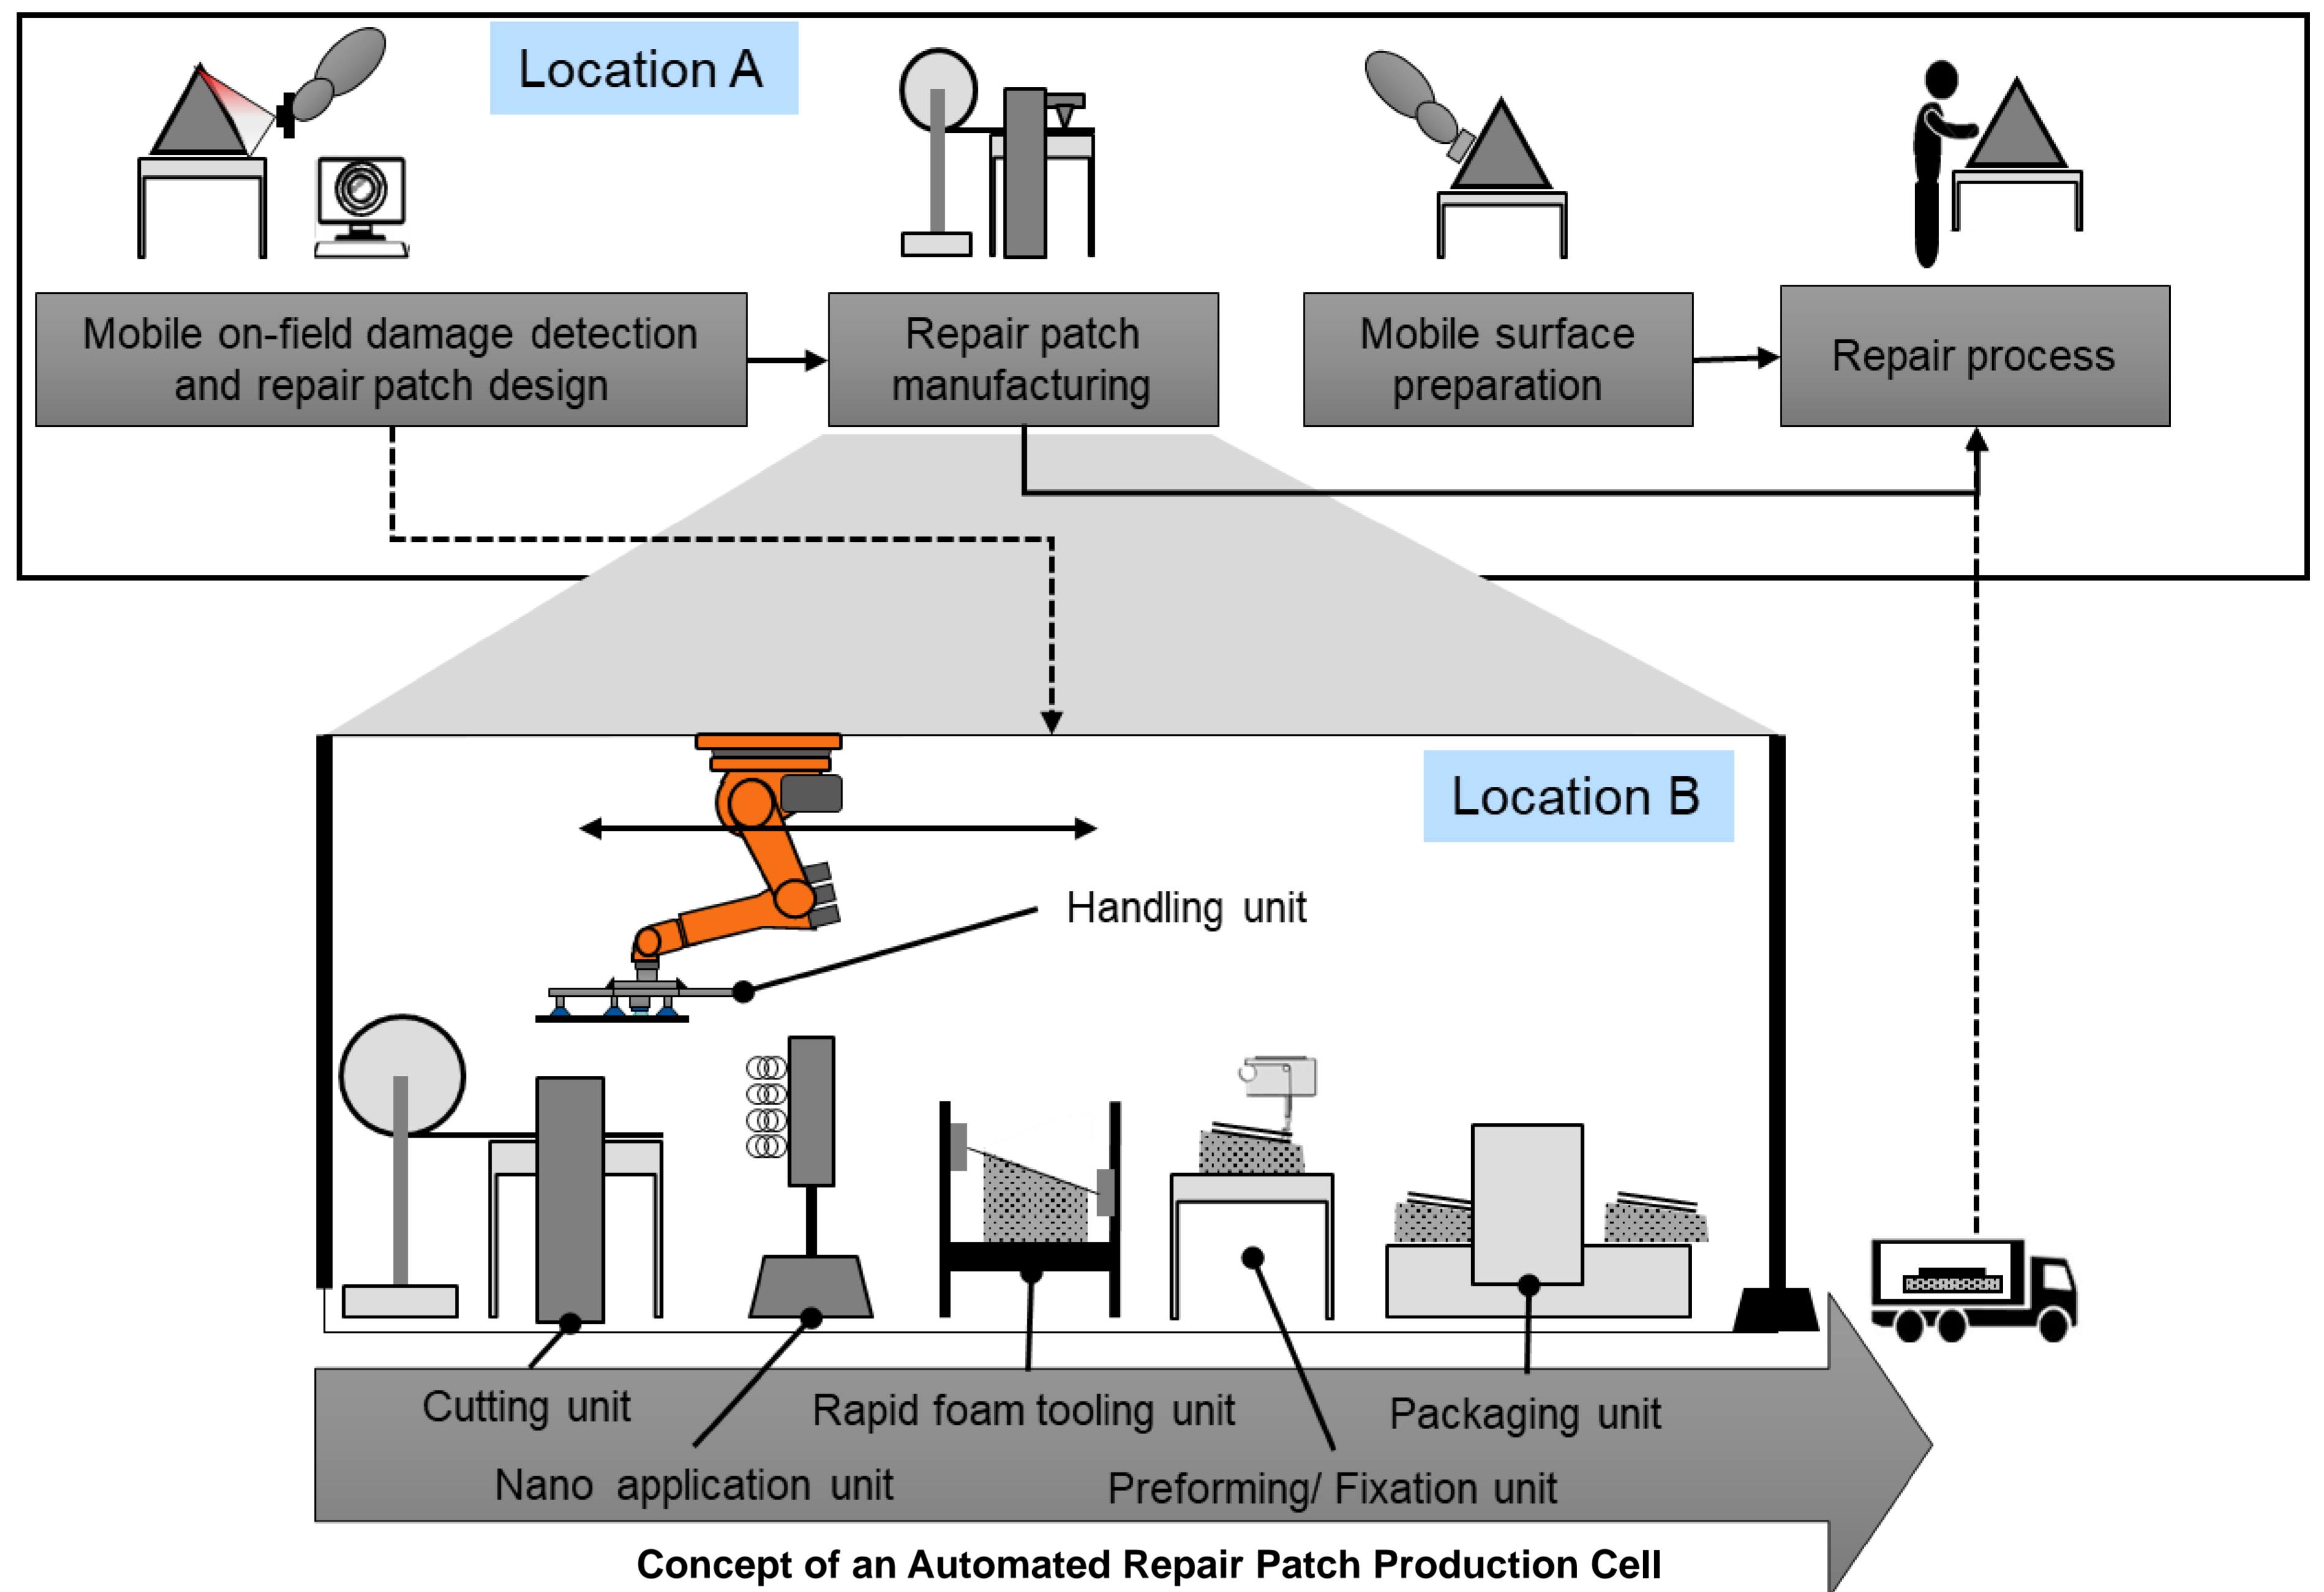 Location A
Mobile on-field damage detection
and repair patch design
Repair patch
manufacturing
Mobile surface
preparation
Repair process
Location B
Handling unit
Cutting unit
Rapid foam tooling unit
Packaging unit
Nano application unit
Preforming/ Fixation unit
Concept of an Automated Repair Patch Production Cell